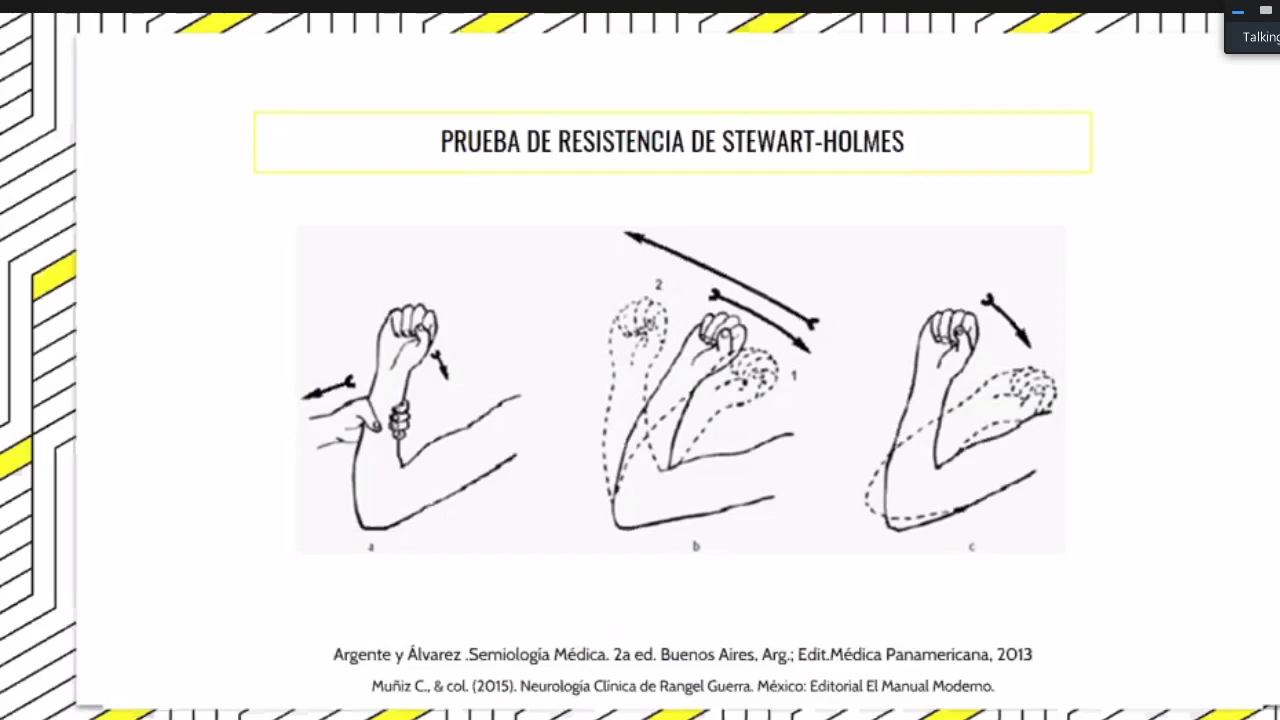 Talking
PRUEBA DE RESISTENCIA DE STEWART-HOLMES
2
1
a
b
c
Argente y Álvarez .Semiología Médica. 2a ed. Buenos Aires, Arg.; Edit.Médica Panamericana, 2013
Muñiz C., & col. (2015). Neurología Clínica de Rangel Guerra. México: Editorial El Manual Moderno.